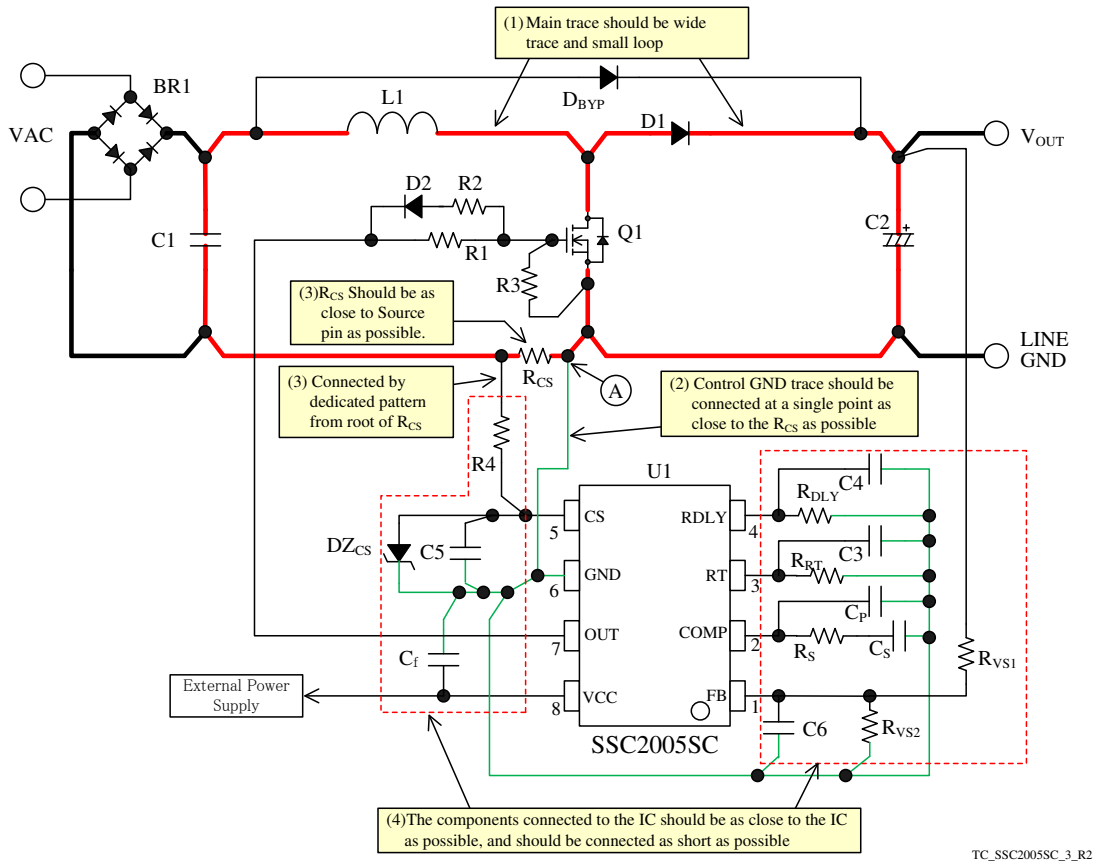 (1) Main trace should be wide
trace and small loop
BR1
L1
DBYP
D1
VAC
VOUT
D2
R2
C1
R1
Q1
C2
+
R3
(3)RCS Should be as
close to Source
pin as possible.
LINE
GND
RCS
A
(3) Connected by
dedicated pattern
from root of RCS
(2) Control GND trace should be
connected at a single point as
close to the RCS as possible
R4
U1
C4
RDLY
CS
RDLY
5
4
DZCS
C5
C3
RRT
GND
RT
6
3
CP
OUT
COMP
7
2
RS
CS
Cf
RVS1
External Power
Supply
VCC
FB
8
1
C6
RVS2
SSC2005SC
(4)The components connected to the IC should be as close to the IC
as possible, and should be connected as short as possible
TC_SSC2005SC_3_R2